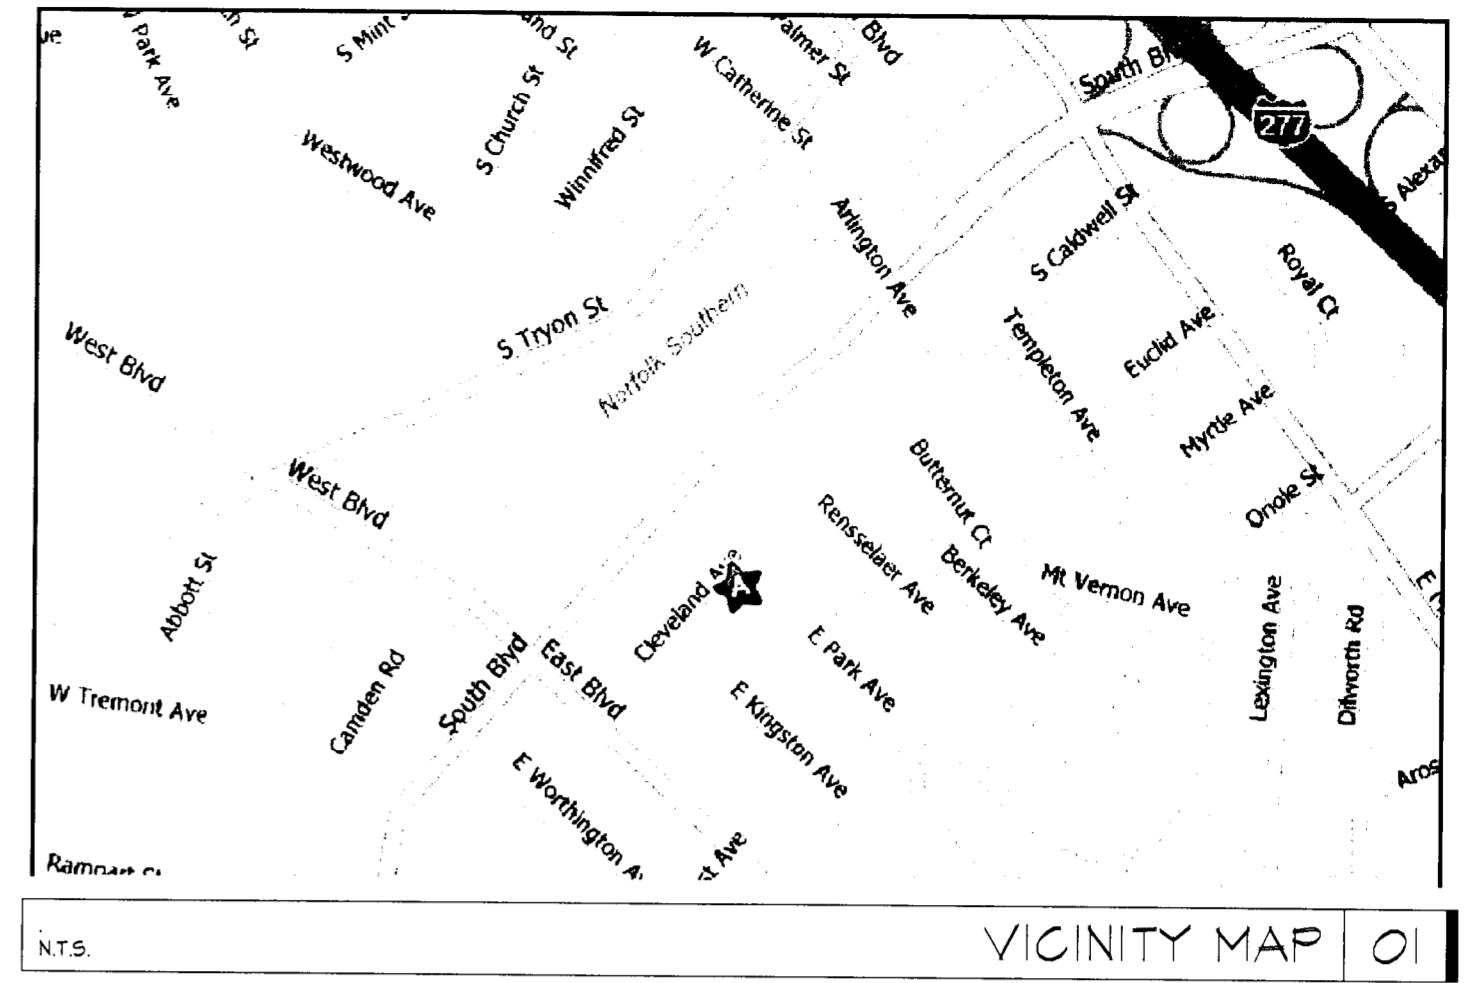 Park Ave
S Mint
W Catherine St
Palmer St
Blvd
South
277
S Church St
Winnifred St
Westwood Ave
Arlington Ave
S Caldwell St
Royal Ct
S Tryon St
Norfolk Southern
West Blvd
Templeton Ave
Euclid Ave
Myrtle Ave
West Blvd
Butternut Ct
Rensselaer Ave
Oriole St
Abbott St
Cleveland Ave
A
Berkeley Ave
Mt Vernon Ave
Lexington Ave
Dilworth Rd
E Park Ave
W Tremont Ave
Camden Rd
South Blvd
East Blvd
E Kingston Ave
E Worthington
Ave
N.T.S.
VICINITY MAP
01